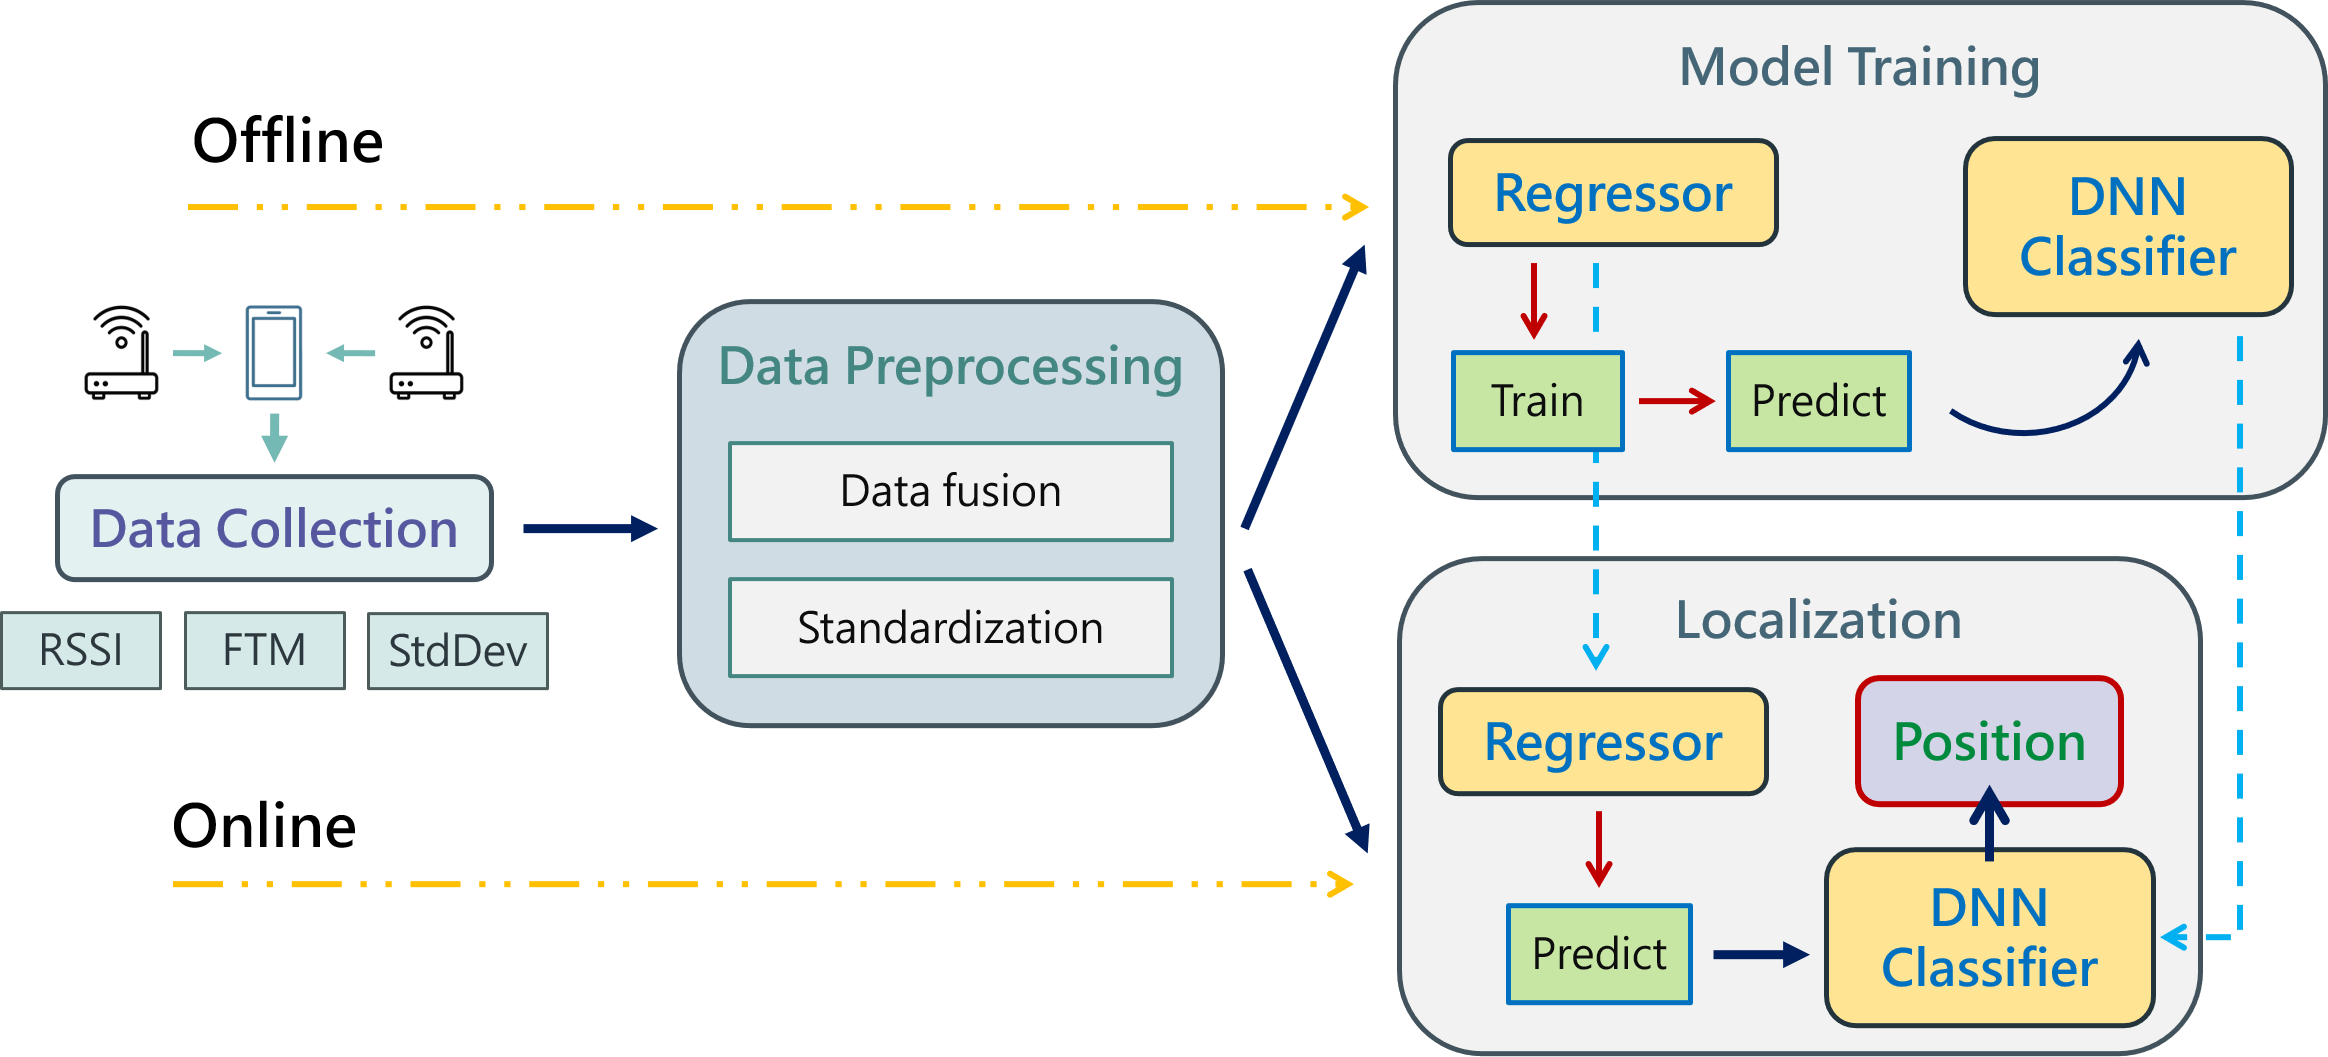 Offline
Data Collection
RSSI
FTM
StdDev
Online
Data Preprocessing
Data fusion
Standardization
Model Training
Regressor
DNN
Classifier
Train
Predict
Localization
Regressor
Position
Predict
DNN
Classifier